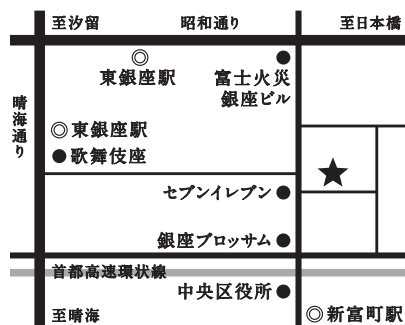 至汐留
昭和通り
至日本橋
東銀座駅
富士火災
銀座ビル
晴海通り
東銀座駅
歌舞伎座
セブンイレブン
銀座ブロッサム
首都高速環状線
中央区役所
至晴海
新富町駅